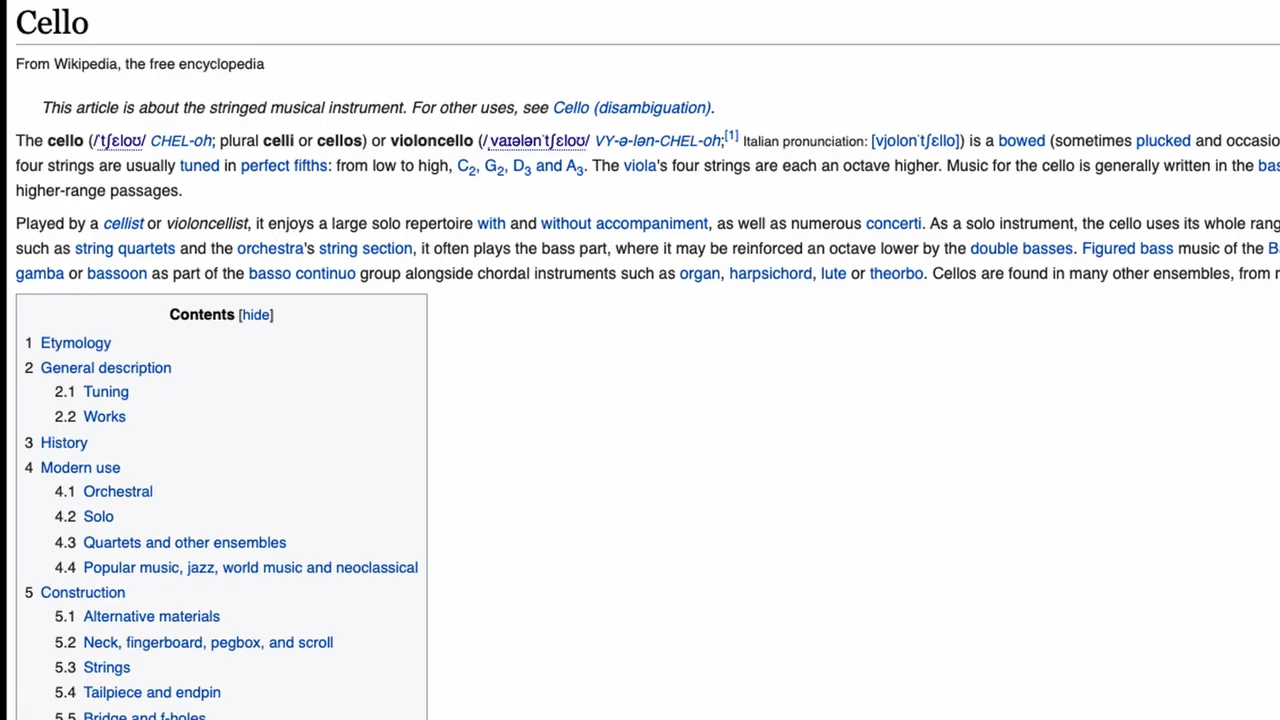 Cello
From Wikipedia, the free encyclopedia
This article is about the stringed musical instrument. For other uses, see Cello (disambiguation).
The cello (/ˈtʃɛloʊ/ CHEL-oh; plural celli or cellos) or violoncello (/ˌvaɪələnˈtʃɛloʊ/ VY-ə-lən-CHEL-oh;[1] Italian pronunciation: [vjolonˈtʃɛllo]) is a bowed (sometimes plucked and occasio
four strings are usually tuned in perfect fifths: from low to high, C2, G2, D3 and A3. The viola's four strings are each an octave higher. Music for the cello is generally written in the bas
higher-range passages.
Played by a cellist or violoncellist, it enjoys a large solo repertoire with and without accompaniment, as well as numerous concerti. As a solo instrument, the cello uses its whole rang
such as string quartets and the orchestra's string section, it often plays the bass part, where it may be reinforced an octave lower by the double basses. Figured bass music of the B
gamba or bassoon as part of the basso continuo group alongside chordal instruments such as organ, harpsichord, lute or theorbo. Cellos are found in many other ensembles, from
Contents [hide]
1 Etymology
2 General description
2.1 Tuning
2.2 Works
3 History
4 Modern use
4.1 Orchestral
4.2 Solo
4.3 Quartets and other ensembles
4.4 Popular music, jazz, world music and neoclassical
5 Construction
5.1 Alternative materials
5.2 Neck, fingerboard, pegbox, and scroll
5.3 Strings
5.4 Tailpiece and endpin
5.5 Bridge and f-holes